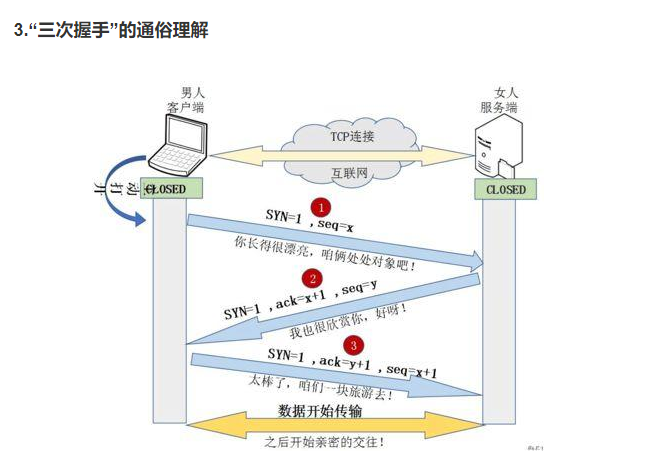 3.“三次握手”的通俗理解
男人
客户端
女人
服务端
TCP连接
互联网
CLOSED
CLOSED
1
SYN=1 ,seq=x
你长得很漂亮，咱俩处处对象吧！
2
SYN=1 ,ack=x+1 ,seq=y
我也很欣赏你，好呀！
3
SYN=1 ,ack=y+1 ,seq=x+1
太棒了，咱们一块旅游去！
数据开始传输
之后开始亲密的交往！